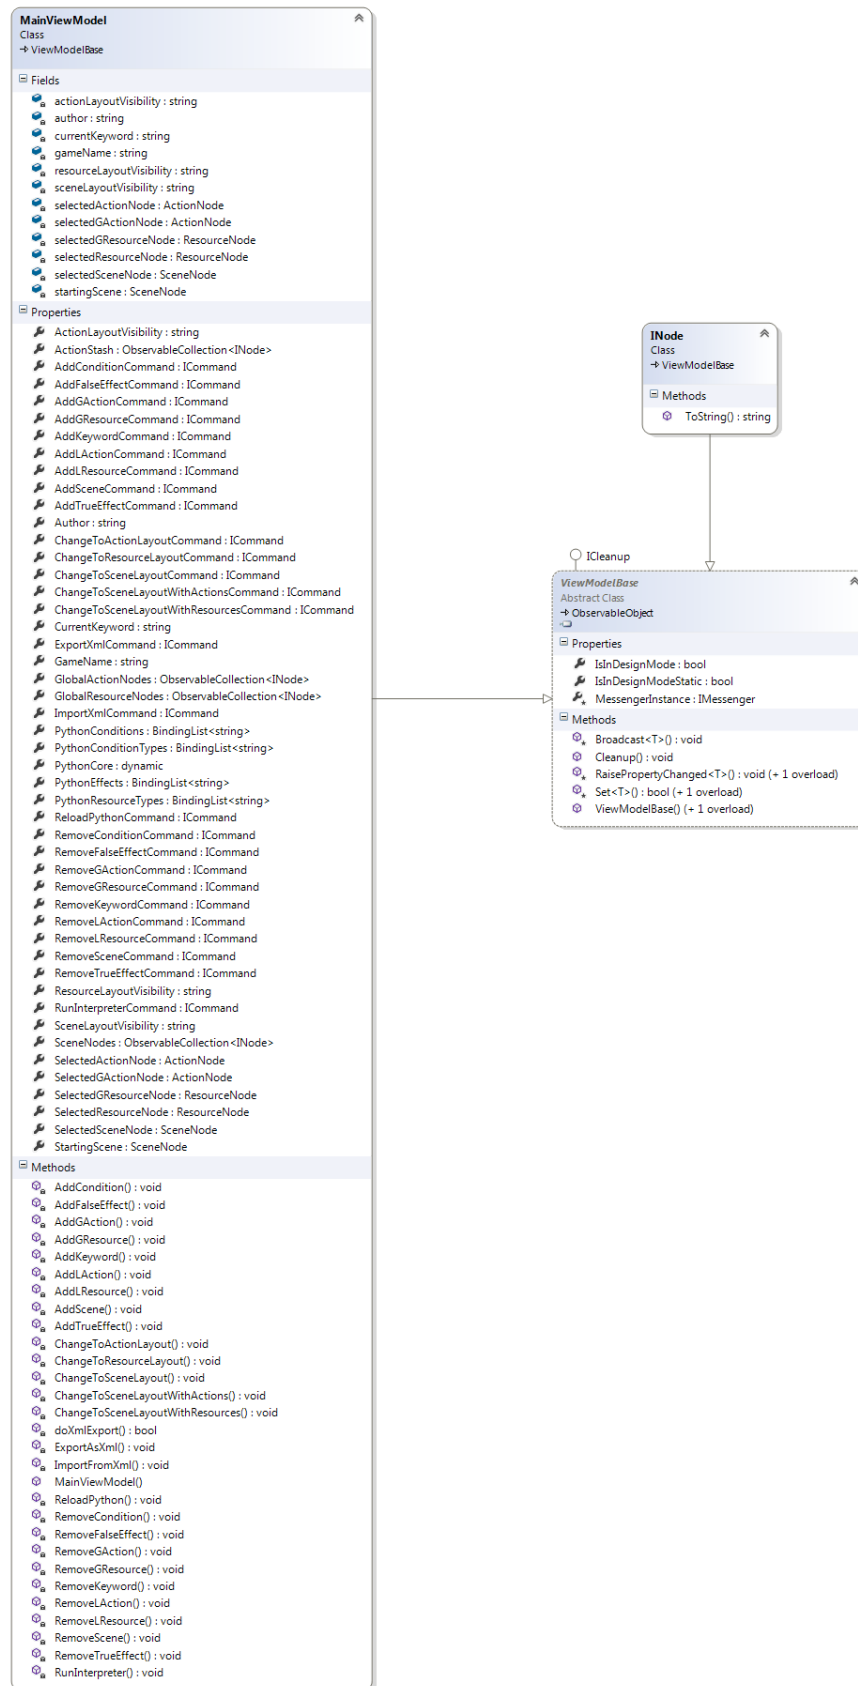 MainViewModel
Class
→ ViewModelBase
Fields
actionLayoutVisibility : string
author : string
currentKeyword : string
gameName : string
resourceLayoutVisibility : string
sceneLayoutVisibility : string
selectedActionNode : ActionNode
selectedGActionNode : ActionNode
selectedGResourceNode : ResourceNode
selectedResourceNode : ResourceNode
selectedSceneNode : SceneNode
startingScene : SceneNode
Properties
ActionLayoutVisibility : string
ActionStash : ObservableCollection<INode>
AddConditionCommand : ICommand
AddFalseEffectCommand : ICommand
AddGActionCommand : ICommand
AddGResourceCommand : ICommand
AddKeywordCommand : ICommand
AddLActionCommand : ICommand
AddLResourceCommand : ICommand
AddSceneCommand : ICommand
AddTrueEffectCommand : ICommand
Author : string
ChangeToActionLayoutCommand : ICommand
ChangeToResourceLayoutCommand : ICommand
ChangeToSceneLayoutCommand : ICommand
ChangeToSceneLayoutWithActionsCommand : ICommand
ChangeToSceneLayoutWithResourcesCommand : ICommand
CurrentKeyword : string
ExportXmlCommand : ICommand
GameName : string
GlobalActionNodes : ObservableCollection<INode>
GlobalResourceNodes : ObservableCollection<INode>
ImportXmlCommand : ICommand
PythonConditions : BindingList<string>
PythonConditionTypes : BindingList<string>
PythonCore : dynamic
PythonEffects : BindingList<string>
PythonResourceTypes : BindingList<string>
ReloadPythonCommand : ICommand
RemoveConditionCommand : ICommand
RemoveFalseEffectCommand : ICommand
RemoveGActionCommand : ICommand
RemoveGResourceCommand : ICommand
RemoveKeywordCommand : ICommand
RemoveLActionCommand : ICommand
RemoveLResourceCommand : ICommand
RemoveSceneCommand : ICommand
RemoveTrueEffectCommand : ICommand
ResourceLayoutVisibility : string
RunInterpreterCommand : ICommand
SceneLayoutVisibility : string
SceneNodes : ObservableCollection<INode>
SelectedActionNode : ActionNode
SelectedGActionNode : ActionNode
SelectedGResourceNode : ResourceNode
SelectedResourceNode : ResourceNode
SelectedSceneNode : SceneNode
StartingScene : SceneNode
Methods
AddCondition() : void
AddFalseEffect() : void
AddGAction() : void
AddGResource() : void
AddKeyword() : void
AddLAction() : void
AddLResource() : void
AddScene() : void
AddTrueEffect() : void
ChangeToActionLayout() : void
ChangeToResourceLayout() : void
ChangeToSceneLayout() : void
ChangeToSceneLayoutWithActions() : void
ChangeToSceneLayoutWithResources() : void
doXmlExport() : bool
ExportAsXml() : void
ImportFromXml() : void
MainViewModel()
ReloadPython() : void
RemoveCondition() : void
RemoveFalseEffect() : void
RemoveGAction() : void
RemoveGResource() : void
RemoveKeyword() : void
RemoveLAction() : void
RemoveLResource() : void
RemoveScene() : void
RemoveTrueEffect() : void
RunInterpreter() : void
INode
Class
→ ViewModelBase
Methods
ToString() : string
ICleanup
ViewModelBase
Abstract Class
→ ObservableObject
Properties
IsInDesignMode : bool
IsInDesignModeStatic : bool
MessengerInstance : IMessenger
Methods
Broadcast<T>() : void
Cleanup() : void
RaisePropertyChanged<T>() : void (+ 1 overload)
Set<T>() : bool (+ 1 overload)
ViewModelBase() (+ 1 overload)